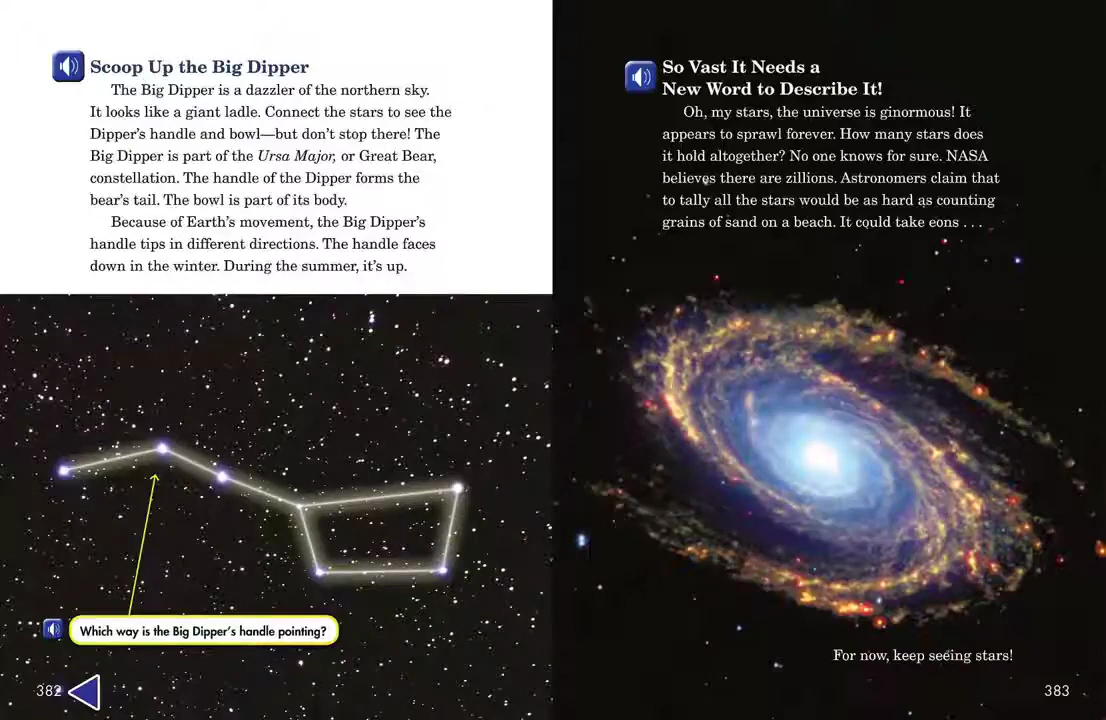 Scoop Up the Big Dipper
The Big Dipper is a dazzler of the northern sky.
It looks like a giant ladle. Connect the stars to see the
Dipper's handle and bowl—but don't stop there! The
Big Dipper is part of the Ursa Major, or Great Bear,
constellation. The handle of the Dipper forms the
bear's tail. The bowl is part of its body.
Because of Earth's movement, the Big Dipper's
handle tips in different directions. The handle faces
down in the winter. During the summer, it's up.
Which way is the Big Dipper's handle pointing?
382
So Vast It Needs a
New Word to Describe It!
Oh, my stars, the universe is ginormous! It
appears to sprawl forever. How many stars does
it hold altogether? No one knows for sure. NASA
believes there are zillions. Astronomers claim that
to tally all the stars would be as hard as counting
grains of sand on a beach. It could take eons . . .
For now, keep seeing stars!
383